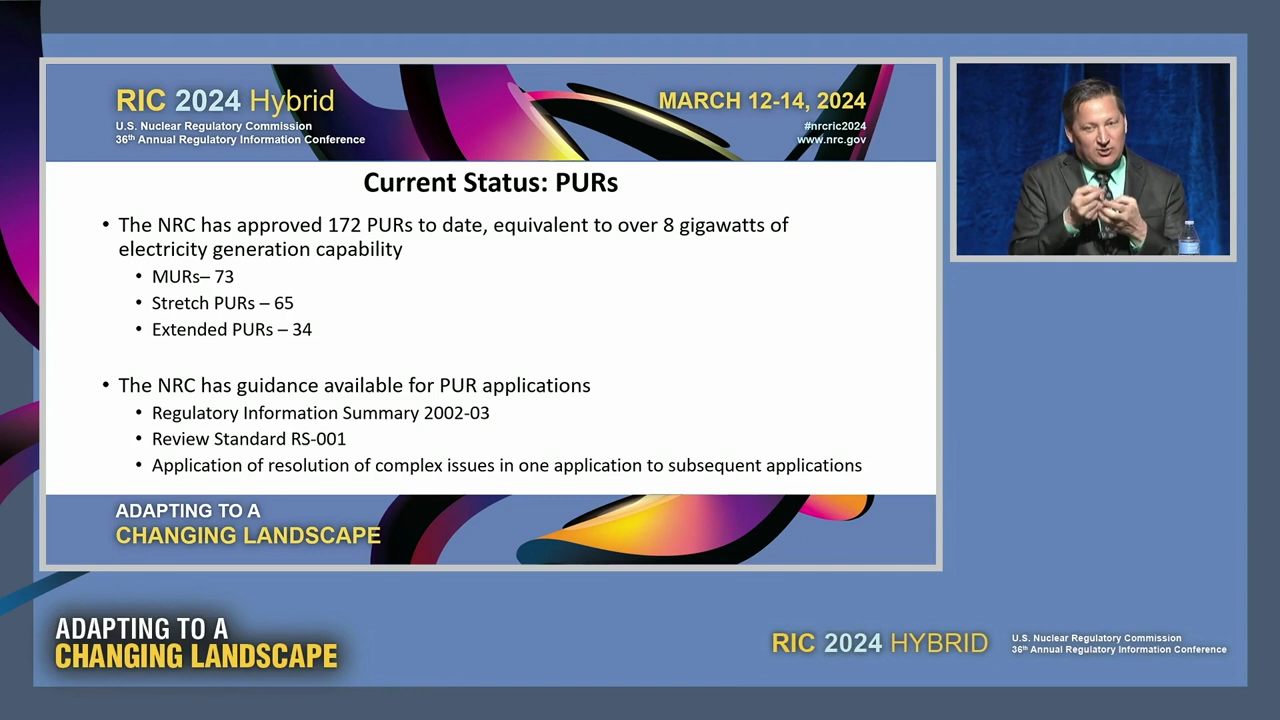 RIC 2024 Hybrid
U.S. Nuclear Regulatory Commission
36th Annual Regulatory Information Conference
MARCH 12-14, 2024
#nrcric2024
www.nrc.gov
Current Status: PURs
• The NRC has approved 172 PURs to date, equivalent to over 8 gigawatts of
electricity generation capability
• MURs– 73
• Stretch PURs – 65
• Extended PURs – 34
• The NRC has guidance available for PUR applications
• Regulatory Information Summary 2002-03
• Review Standard RS-001
• Application of resolution of complex issues in one application to subsequent applications
ADAPTING TO A
CHANGING LANDSCAPE
ADAPTING TO A
CHANGING LANDSCAPE
RIC 2024 HYBRID
U.S. Nuclear Regulatory Commission
36th Annual Regulatory Information Conference